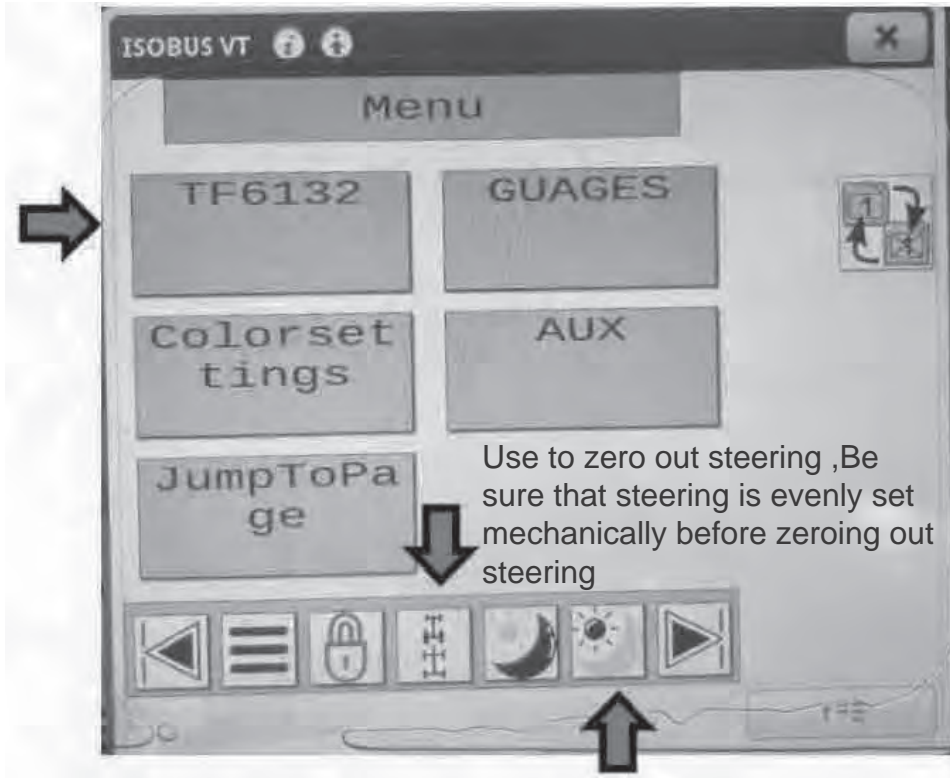 ISOBUS VT
Menu
TF6132
GUAGES
Colorset
tings
AUX
JumpToPa
ge
Use to zero out steering ,Be
sure that steering is evenly set
mechanically before zeroing out
steering